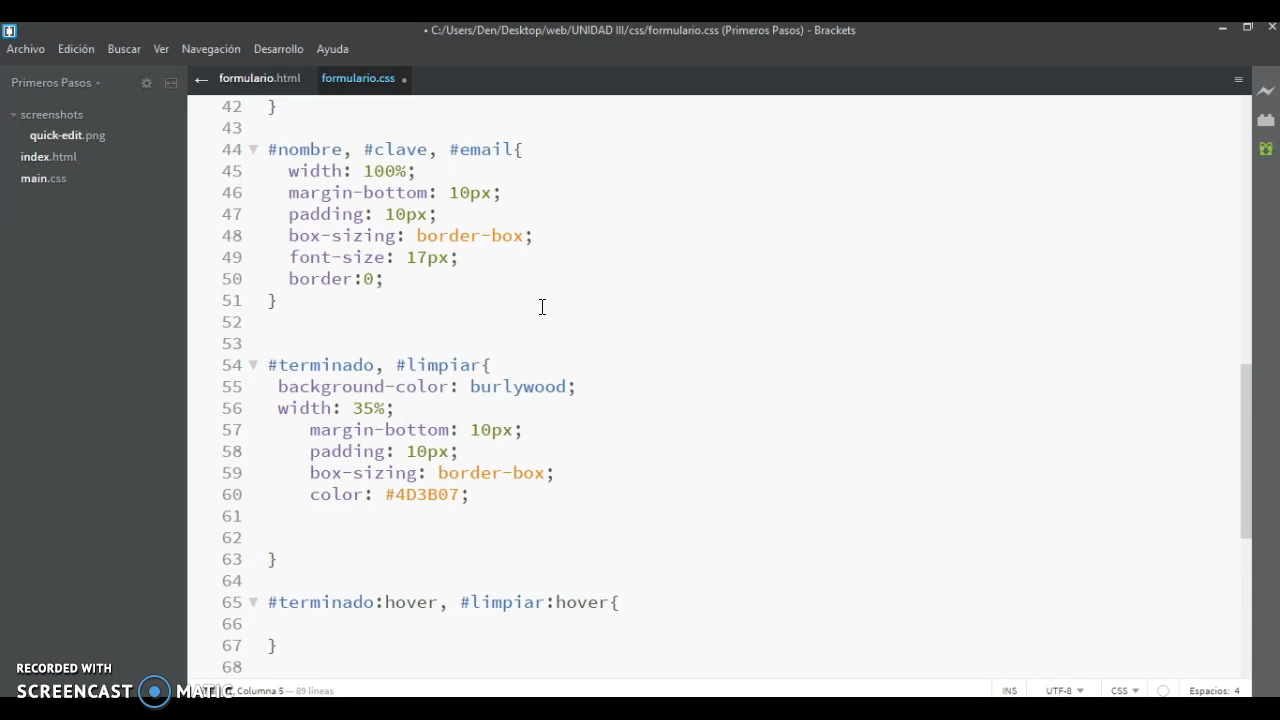 • C:/Users/Den/Desktop/web/UNIDAD III/css/formulario.css (Primeros Pasos) - Brackets
Archivo Edición Buscar Ver Navegación Desarrollo Ayuda
Primeros Pasos
formulario.html
formulario.css
screenshots
quick-edit.png
index.html
main.css
42 }
43
44 #nombre, #clave, #email{
45 width: 100%;
46 margin-bottom: 10px;
47 padding: 10px;
48 box-sizing: border-box;
49 font-size: 17px;
50 border:0;
51 }
52
53
54 #terminado, #limpiar{
55 background-color: burlywood;
56 width: 35%;
57 margin-bottom: 10px;
58 padding: 10px;
59 box-sizing: border-box;
60 color: #4D3B07;
61
62
63 }
64
65 #terminado:hover, #limpiar:hover{
66
67 }
68
RECORDED WITH
SCREENCAST MATIC
Columna 5 — 89 líneas
INS UTF-8 CSS Espacios: 4